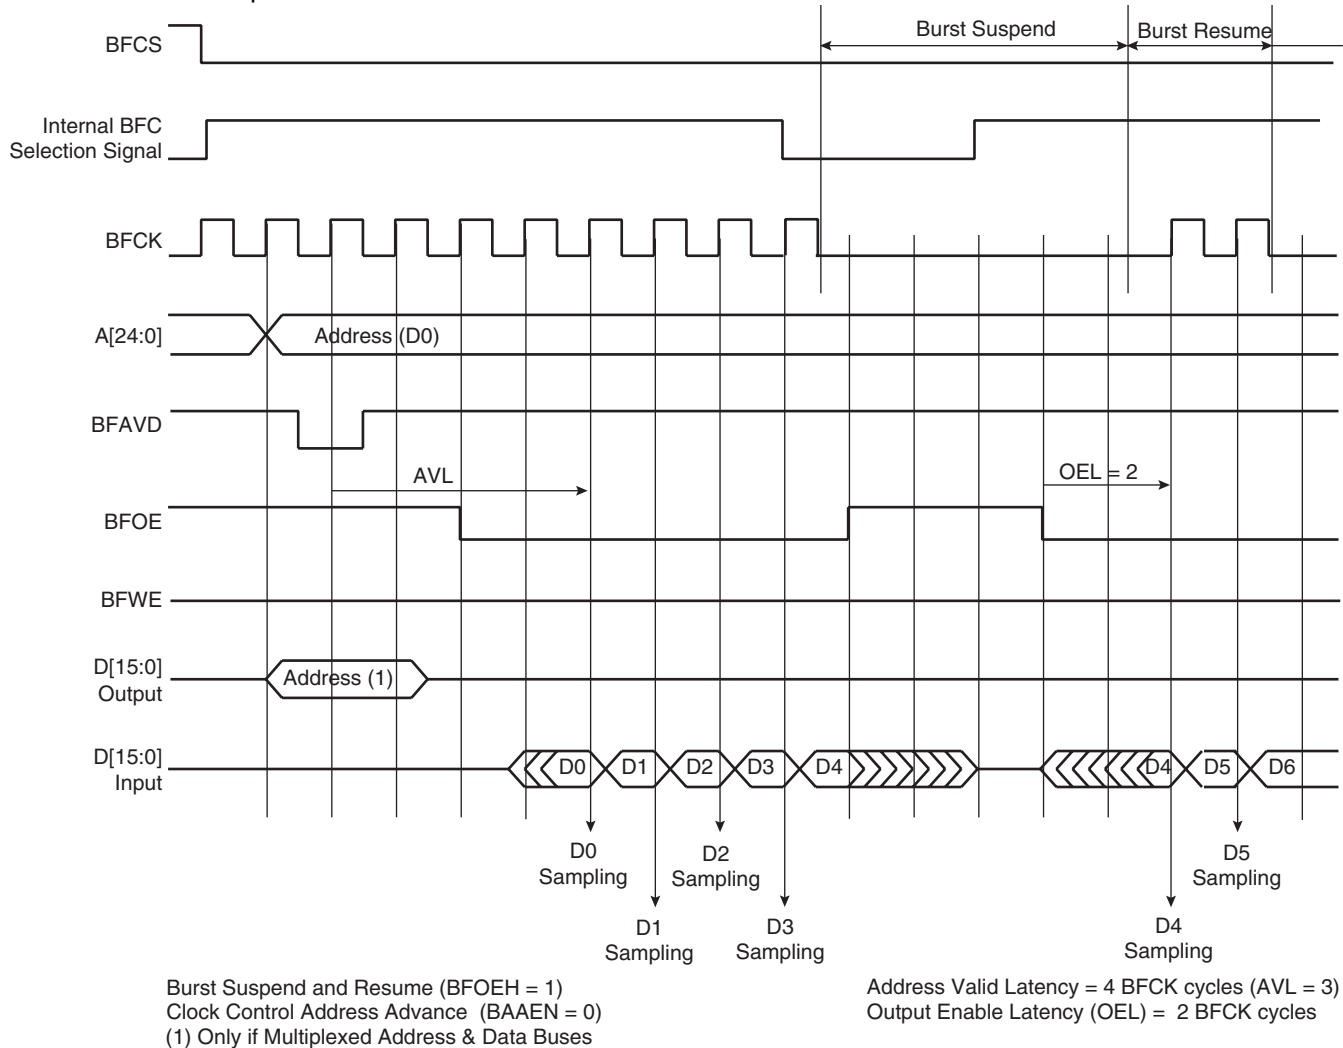 Burst Suspend
Burst Resume
BFCS
Internal BFC
Selection Signal
BFCK
A[24:0]
Address (D0)
BFAVD
AVL
OEL = 2
BFOE
BFWE
D[15:0]
Output
Address (1)
D[15:0]
Input
D0
D1
D2
D3
D4
D4
D5
D6
D0
Sampling
D2
Sampling
D5
Sampling
D1
Sampling
D3
Sampling
D4
Sampling
Burst Suspend and Resume (BFOEH = 1)
Clock Control Address Advance (BAAEN = 0)
(1) Only if Multiplexed Address & Data Buses
Address Valid Latency = 4 BFCK cycles (AVL = 3)
Output Enable Latency (OEL) = 2 BFCK cycles